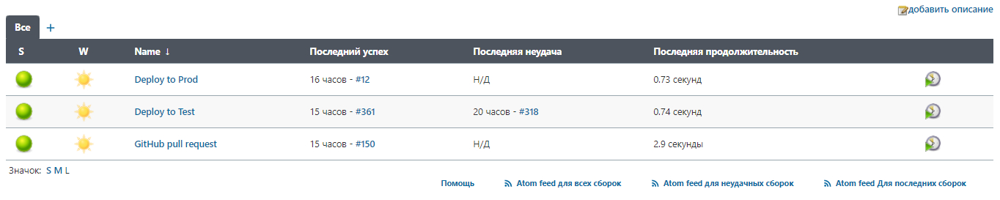 добавить описание
Все +
S W Name ↓ Последний успех Последняя неудача Последняя продолжительность
Deploy to Prod 16 часов - #12 Н/Д 0.73 секунд
Deploy to Test 15 часов - #361 20 часов - #318 0.74 секунд
GitHub pull request 15 часов - #150 Н/Д 2.9 секунды
Значок: S M L
Помощь Atom feed для всех сборок Atom feed для неудачных сборок Atom feed Для последних сборок